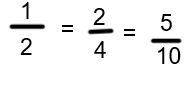 1/2 = 2/4 = 5/10